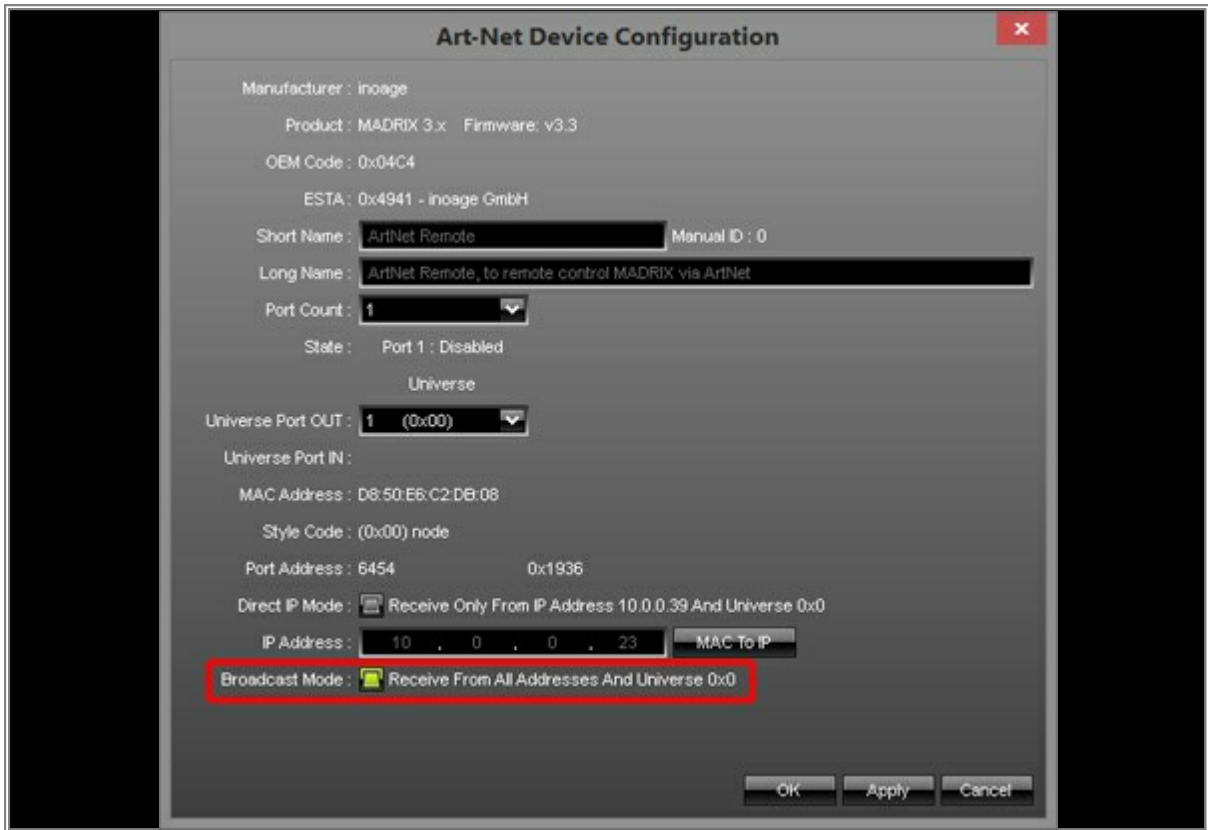 Art-Net Device Configuration
Manufacturer : inoage
Product : MADRIX 3.x Firmware: v3.3
OEM Code : 0x04C4
ESTA : 0x4941 - inoage GmbH
Short Name : ArtNet Remote Manual ID : 0
Long Name : ArtNet Remote, to remote control MADRIX via ArtNet
Port Count : 1
State : Port 1 : Disabled
Universe
Universe Port OUT : 1 (0x00)
Universe Port IN :
MAC Address : D8:50:E6:C2:DB:08
Style Code : (0x00) node
Port Address : 6454 0x1936
Direct IP Mode : Receive Only From IP Address 10.0.0.39 And Universe 0x0
IP Address : 10 . 0 . 0 . 23 MAC To IP
Broadcast Mode : Receive From All Addresses And Universe 0x0
OK Apply Cancel